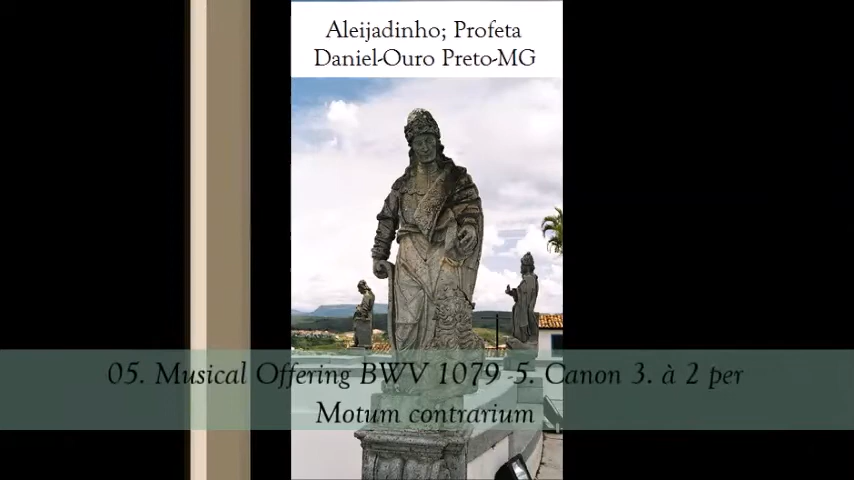 Aleijadinho; Profeta
Daniel-Ouro Preto-MG
05. Musical Offering BWV 1079 -5. Canon 3. à 2 per
Motum contrarium